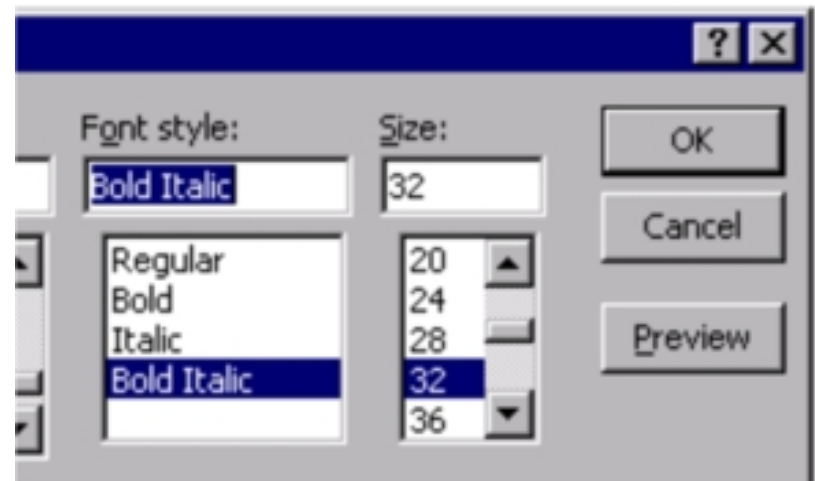 ?
Font style:
Size:
Bold Italic
32
OK
Cancel
Preview
Regular
Bold
Italic
Bold Italic
20
24
28
32
36